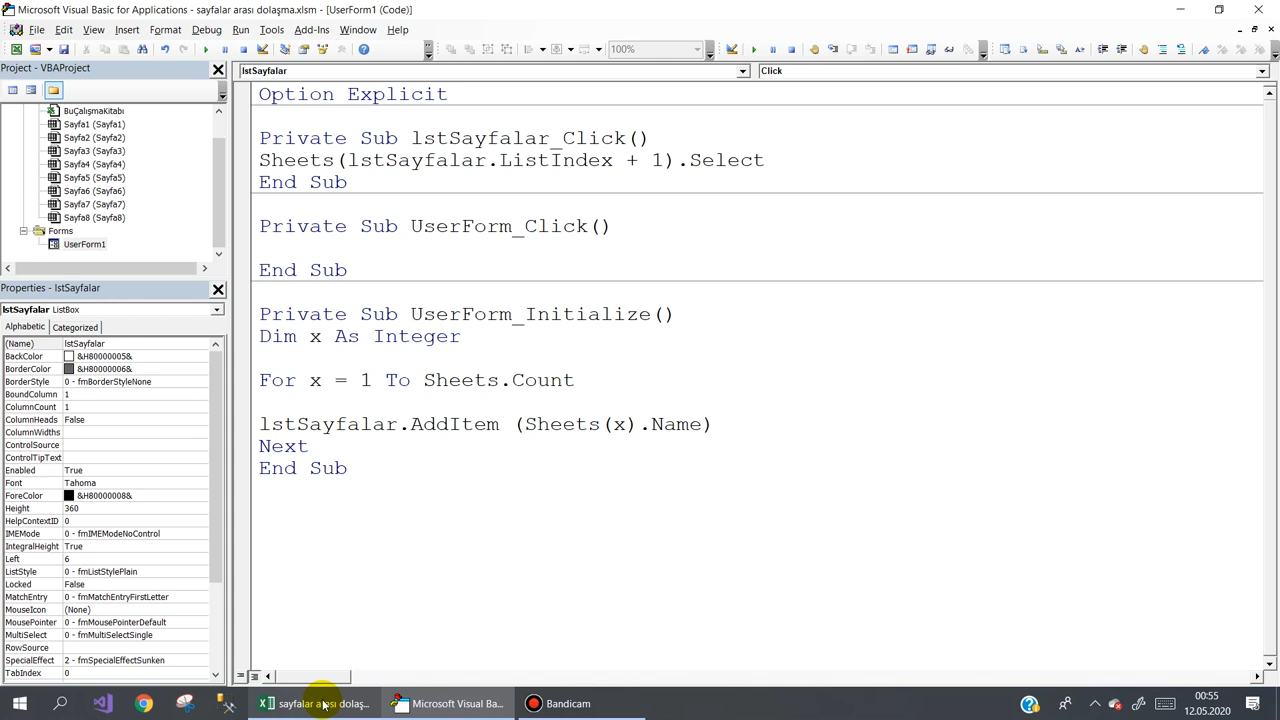 Microsoft Visual Basic for Applications - sayfalar arası dolaşma.xlsm - [UserForm1 (Code)]
File Edit View Insert Format Debug Run Tools Add-Ins Window Help
100%
Project - VBAProject
lstSayfalar
Click
BuÇalışmaKitabı
Sayfa1 (Sayfa1)
Sayfa2 (Sayfa2)
Sayfa3 (Sayfa3)
Sayfa4 (Sayfa4)
Sayfa5 (Sayfa5)
Sayfa6 (Sayfa6)
Sayfa7 (Sayfa7)
Sayfa8 (Sayfa8)
Forms
UserForm1
Properties - lstSayfalar
lstSayfalar ListBox
Alphabetic Categorized
(Name) lstSayfalar
BackColor &H80000005&
BorderColor &H80000006&
BorderStyle 0 - fmBorderStyleNone
BoundColumn 1
ColumnCount 1
ColumnHeads False
ColumnWidths
ControlSource
ControlTipText
Enabled True
Font Tahoma
ForeColor &H80000008&
Height 360
HelpContextID 0
IMEMode 0 - fmIMEModeNoControl
IntegralHeight True
Left 6
ListStyle 0 - fmListStylePlain
Locked False
MatchEntry 0 - fmMatchEntryFirstLetter
MouseIcon (None)
MousePointer 0 - fmMousePointerDefault
MultiSelect 0 - fmMultiSelectSingle
RowSource
SpecialEffect 2 - fmSpecialEffectSunken
TabIndex 0
Option Explicit
Private Sub lstSayfalar_Click()
Sheets(lstSayfalar.ListIndex + 1).Select
End Sub
Private Sub UserForm_Click()
End Sub
Private Sub UserForm_Initialize()
Dim x As Integer
For x = 1 To Sheets.Count
lstSayfalar.AddItem (Sheets(x).Name)
Next
End Sub
sayfalar arası dolaş...
Microsoft Visual Ba...
Bandicam
00:55
12.05.2020